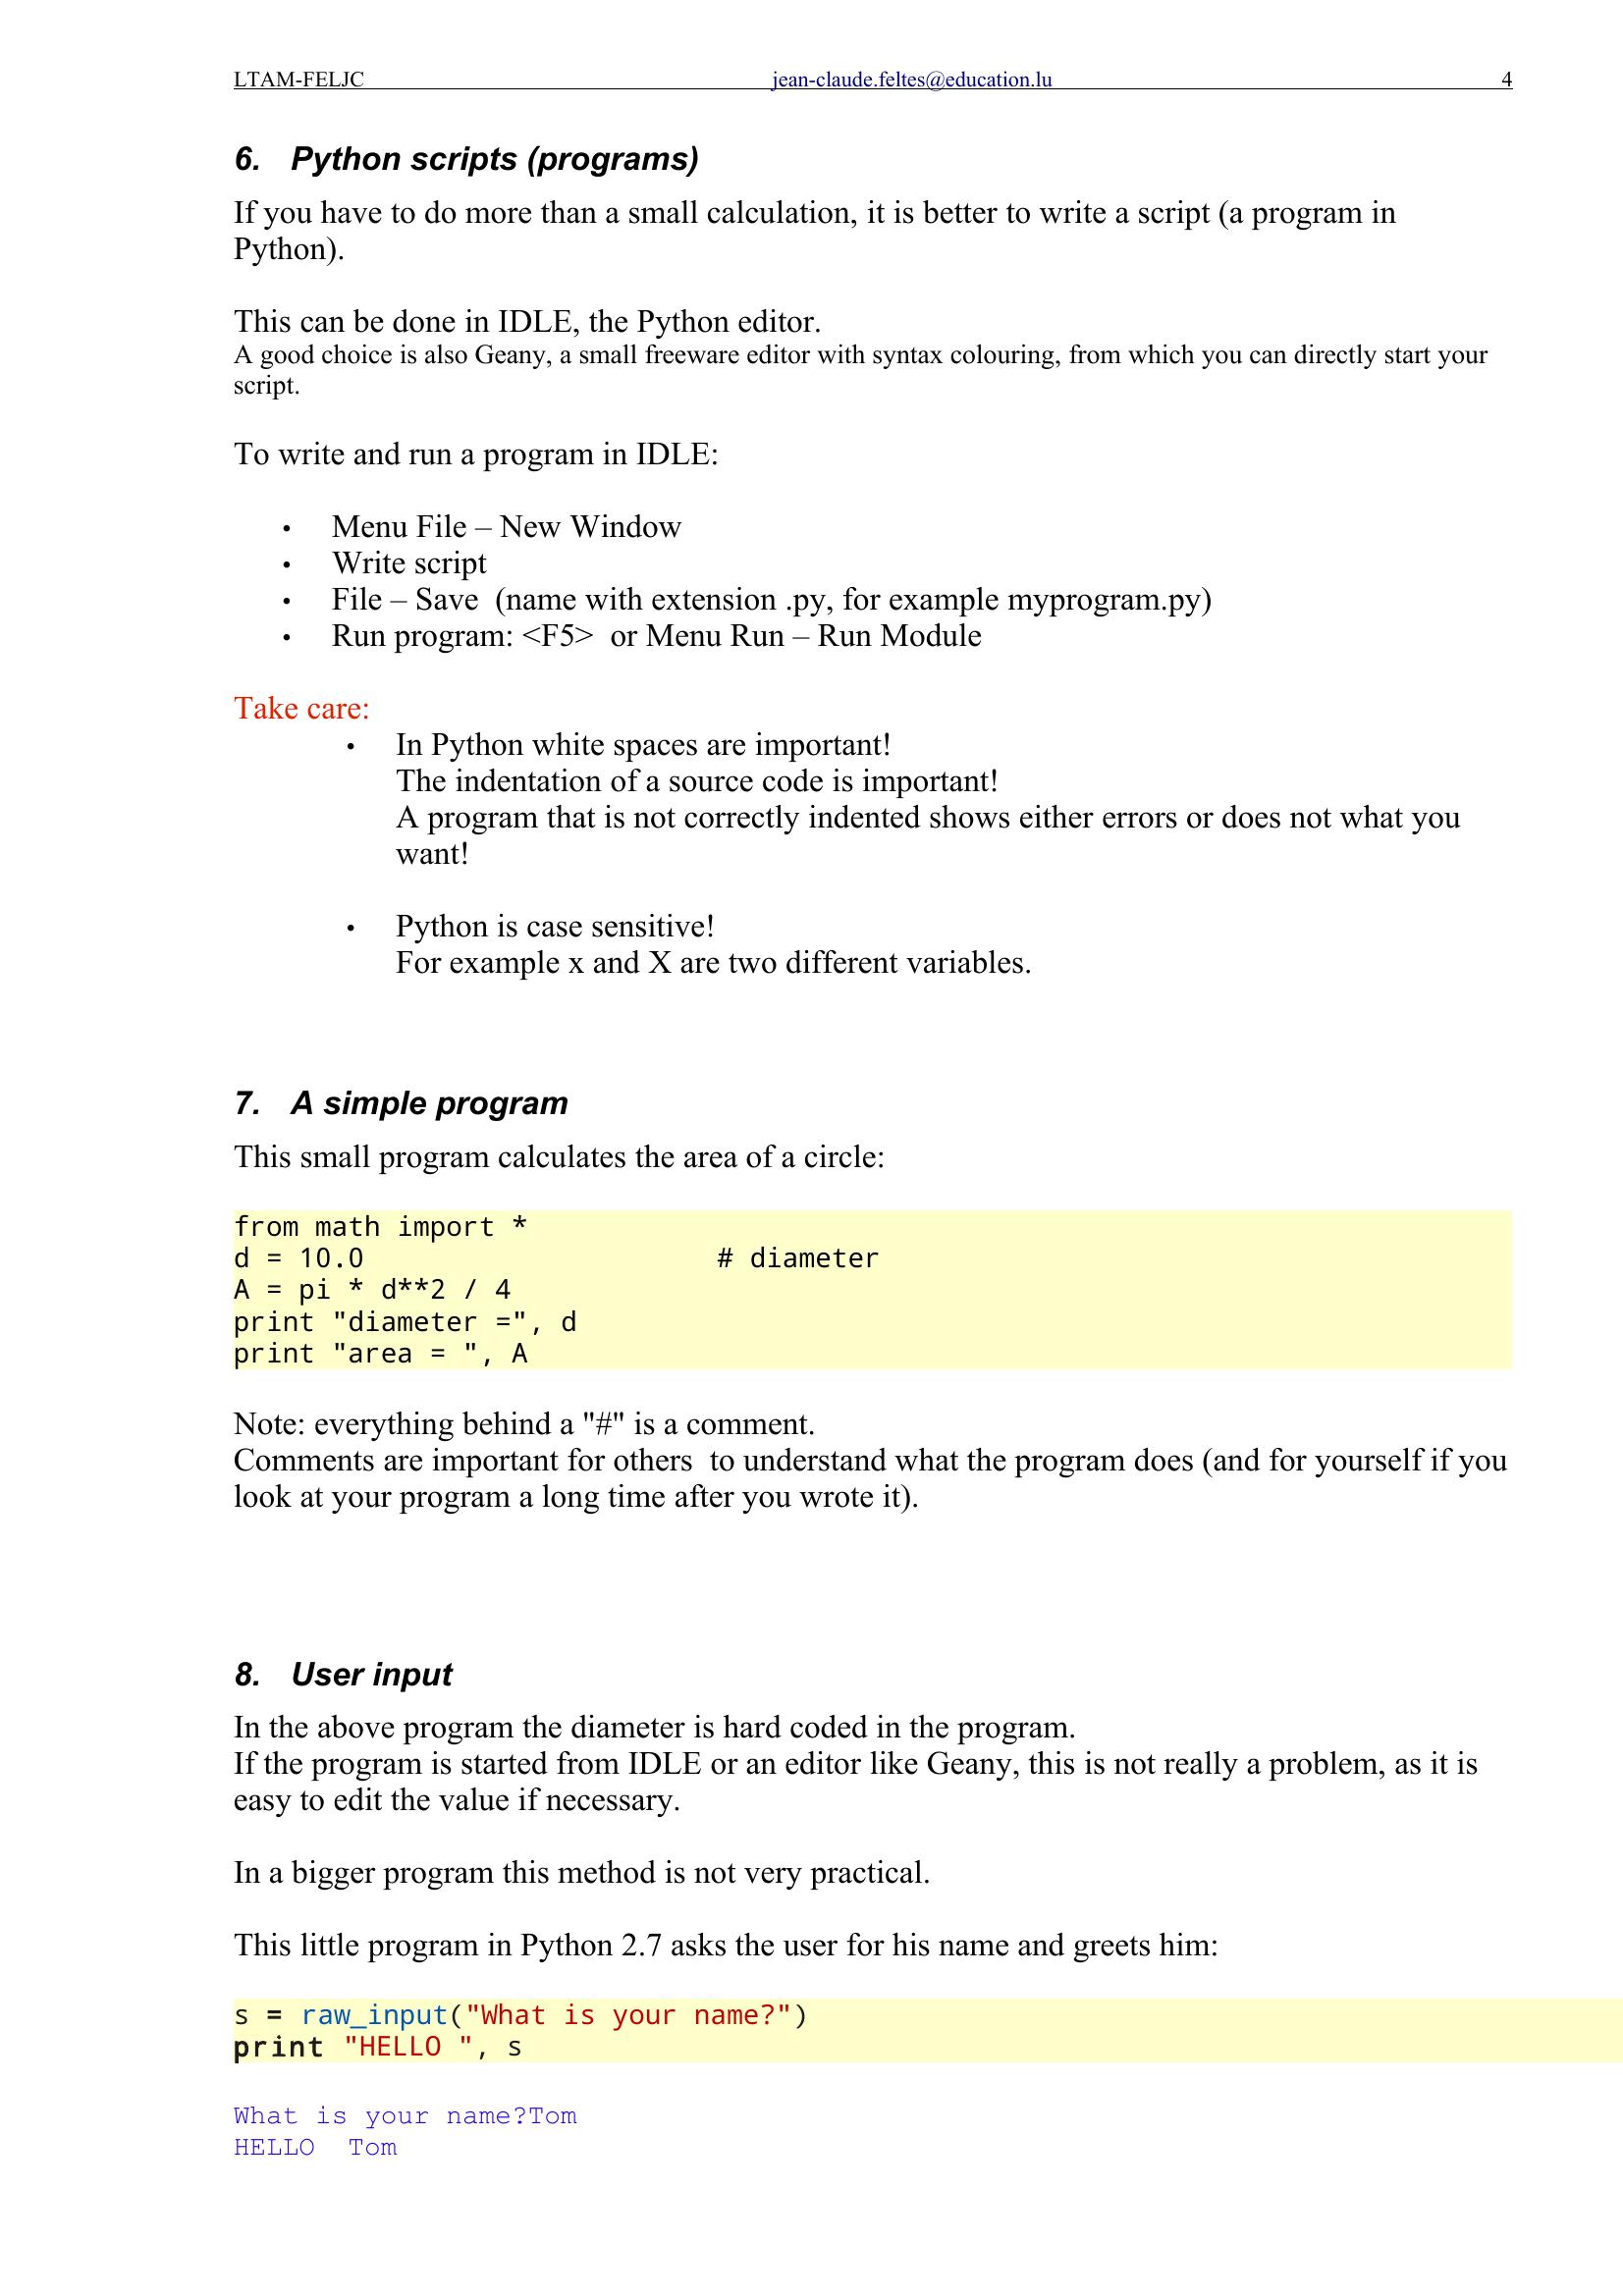 LTAM-FELJC jean-claude.feltes@education.lu 4
6. Python scripts (programs)
If you have to do more than a small calculation, it is better to write a script (a program in
Python).
This can be done in IDLE, the Python editor.
A good choice is also Geany, a small freeware editor with syntax colouring, from which you can directly start your
script.
To write and run a program in IDLE:
• Menu File – New Window
• Write script
• File – Save  (name with extension .py, for example myprogram.py)
• Run program: <F5>  or Menu Run – Run Module
Take care:
• In Python white spaces are important!
The indentation of a source code is important!
A program that is not correctly indented shows either errors or does not what you
want!
• Python is case sensitive!
For example x and X are two different variables.
7. A simple program
This small program calculates the area of a circle:
from math import *
d = 10.0 # diameter
A = pi * d**2 / 4
print "diameter =", d
print "area = ", A
Note: everything behind a "#" is a comment.
Comments are important for others  to understand what the program does (and for yourself if you
look at your program a long time after you wrote it).
8. User input
In the above program the diameter is hard coded in the program.
If the program is started from IDLE or an editor like Geany, this is not really a problem, as it is
easy to edit the value if necessary.
In a bigger program this method is not very practical.
This little program in Python 2.7 asks the user for his name and greets him:
s = raw_input("What is your name?")
print "HELLO ", s
What is your name?Tom
HELLO  Tom